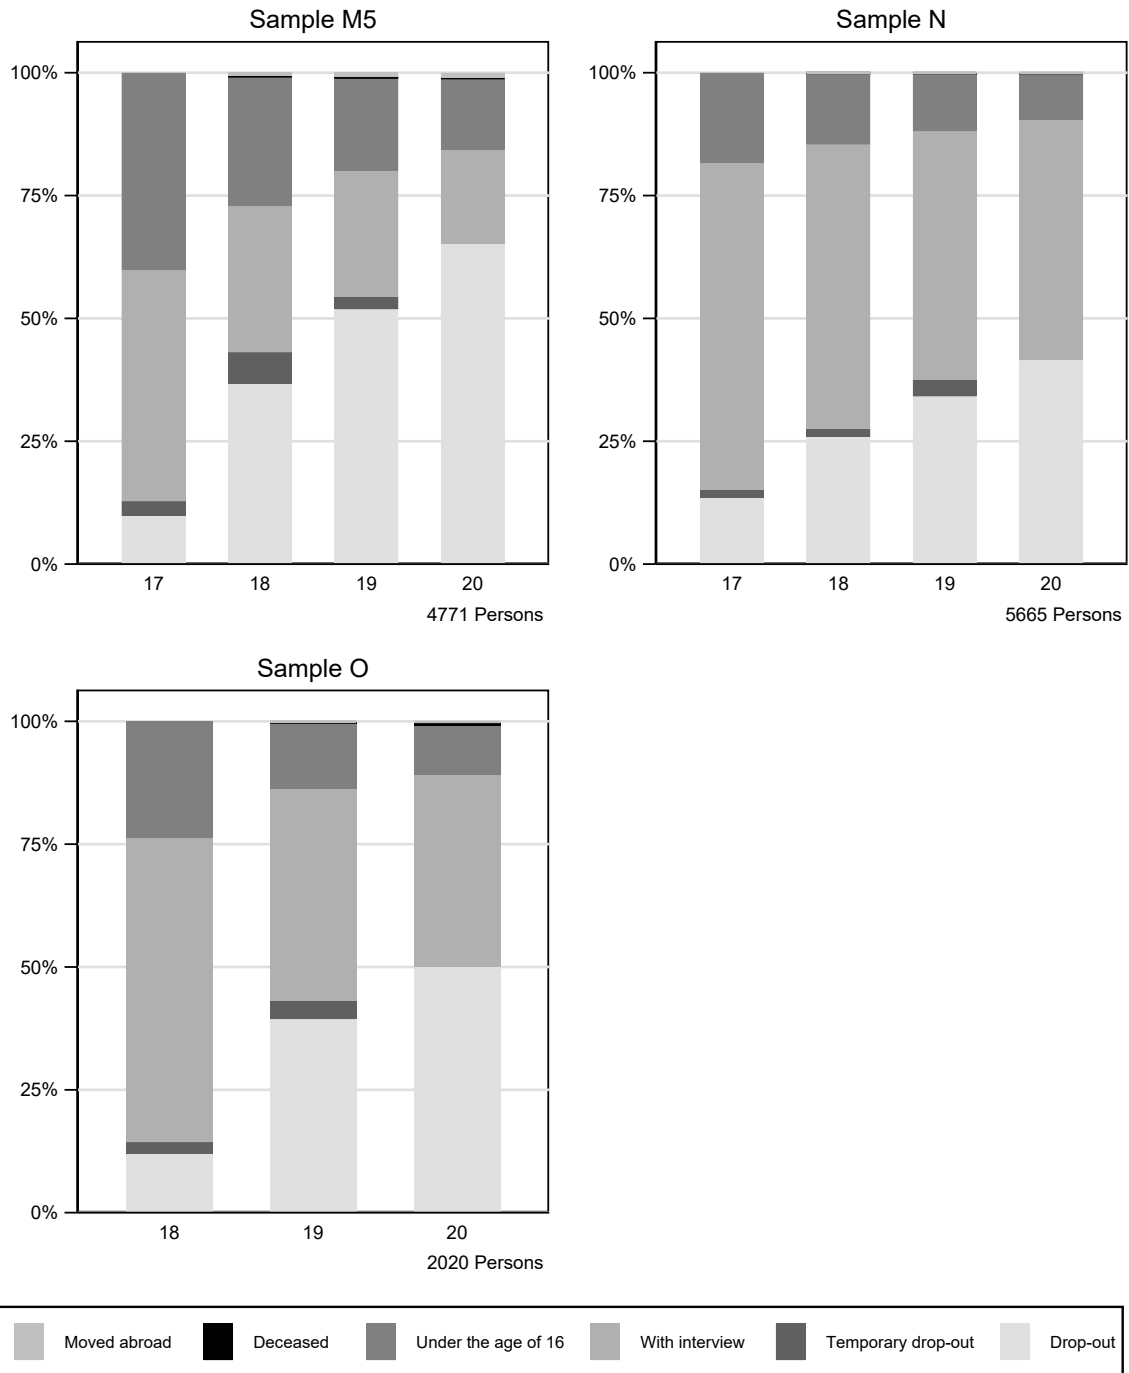 Sample M5
100%
75%
50%
25%
0%
17 18 19 20
4771 Persons
Sample N
100%
75%
50%
25%
0%
17 18 19 20
5665 Persons
Sample O
100%
75%
50%
25%
0%
18 19 20
2020 Persons
Moved abroad Deceased Under the age of 16 With interview Temporary drop-out Drop-out